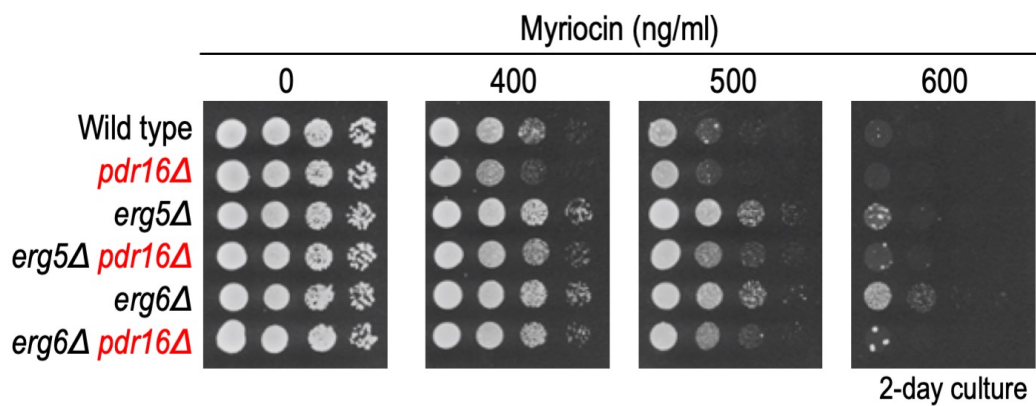 Myriocin (ng/ml)
0 400 500 600
Wild type
pdr16Δ
erg5Δ
erg5Δ pdr16Δ
erg6Δ
erg6Δ pdr16Δ
2-day culture